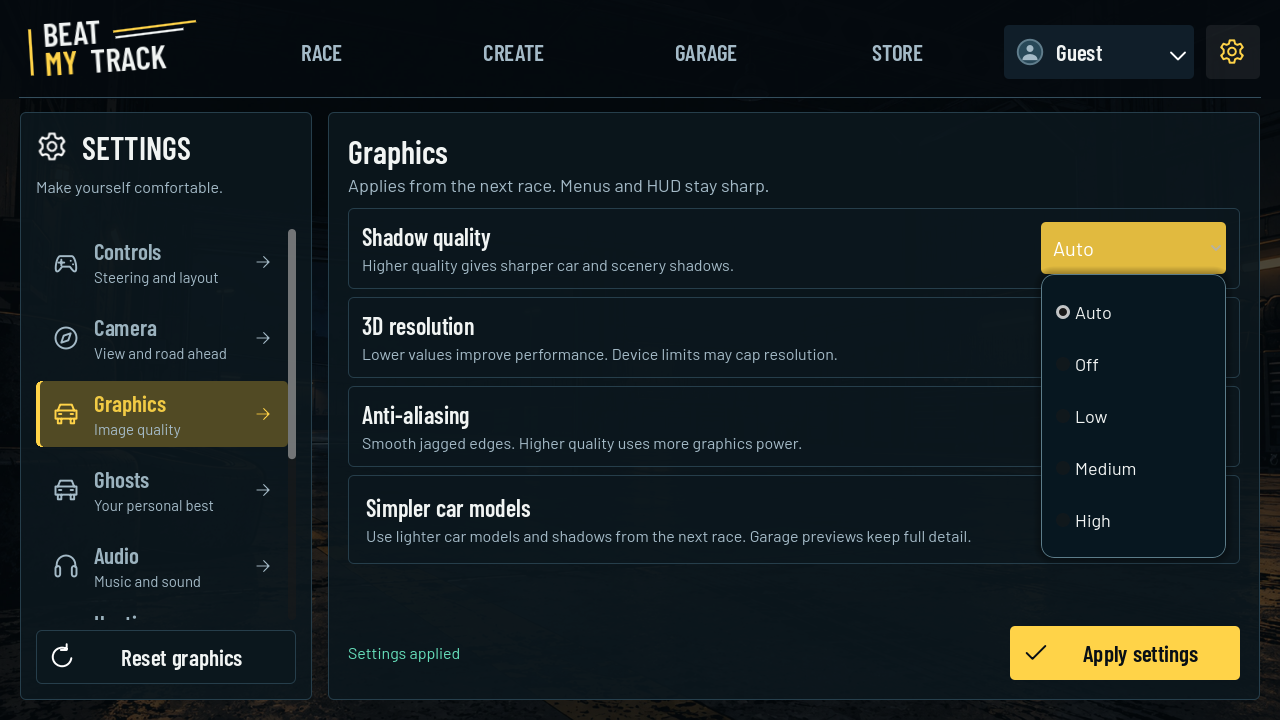 BEAT
MY TRACK
RACE
CREATE
GARAGE
STORE
Guest
SETTINGS
Make yourself comfortable.
Controls
Steering and layout
Camera
View and road ahead
Graphics
Image quality
Ghosts
Your personal best
Audio
Music and sound
Reset graphics
Graphics
Applies from the next race. Menus and HUD stay sharp.
Shadow quality
Higher quality gives sharper car and scenery shadows.
Auto
3D resolution
Lower values improve performance. Device limits may cap resolution.
Anti-aliasing
Smooth jagged edges. Higher quality uses more graphics power.
Simpler car models
Use lighter car models and shadows from the next race. Garage previews keep full detail.
Auto
Off
Low
Medium
High
Settings applied
Apply settings